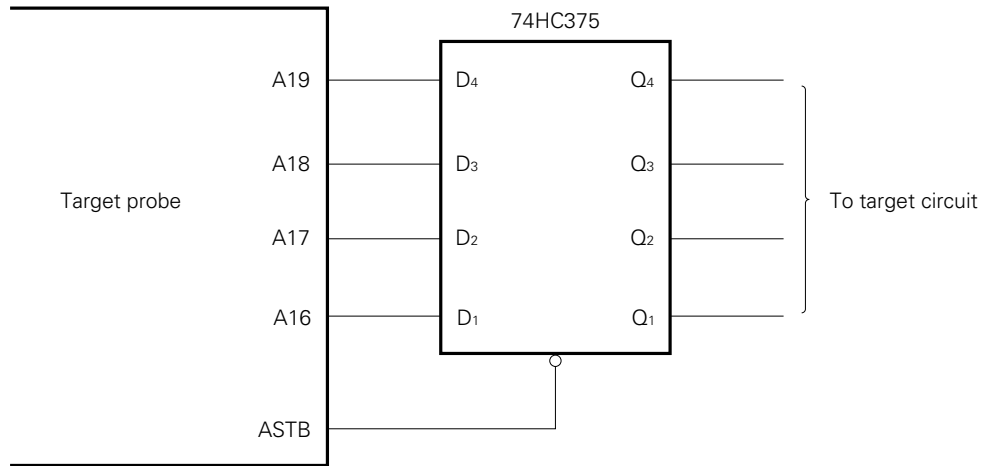 74HC375
A19 D4 Q4
A18 D3 Q3
Target probe To target circuit
A17 D2 Q2
A16 D1 Q1
ASTB